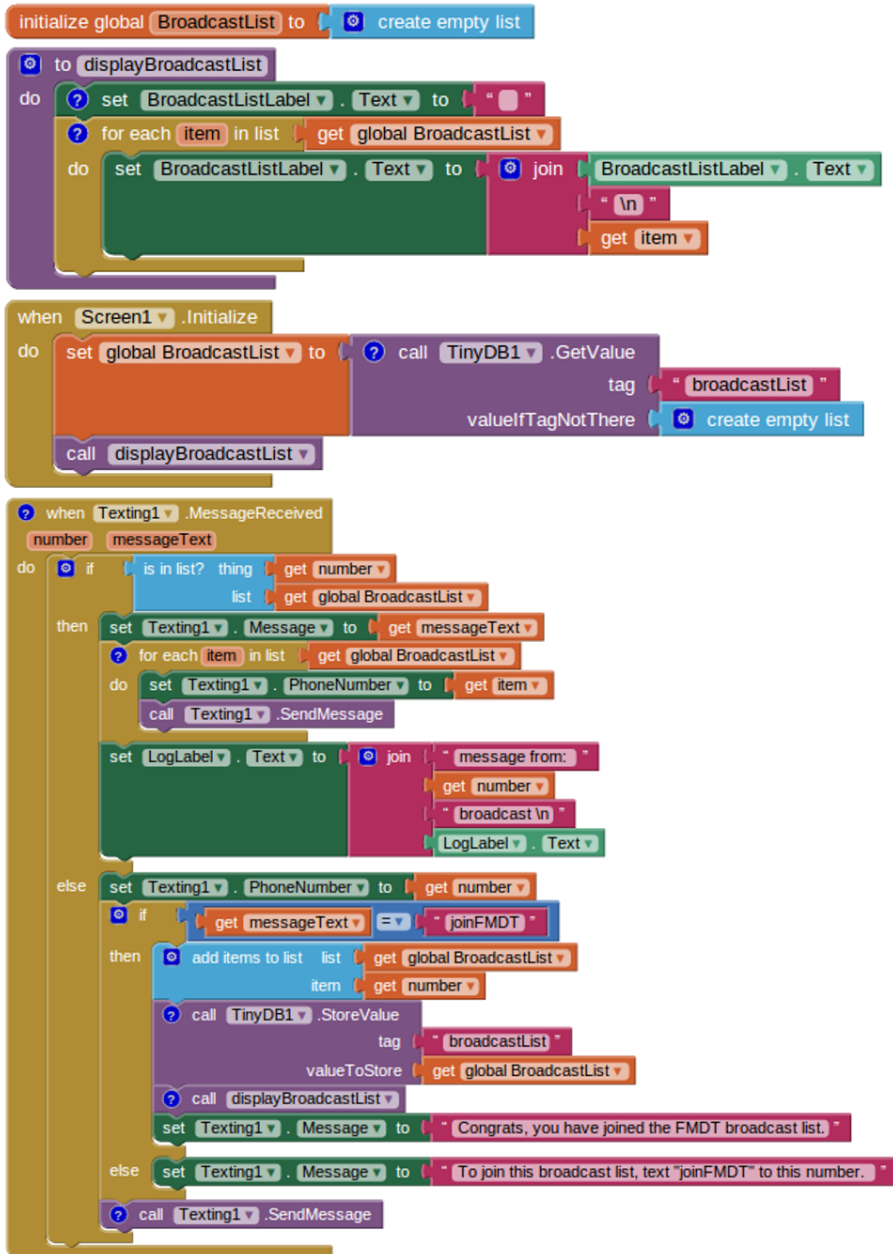 initialize global BroadcastList to create empty list
to displayBroadcastList
do set BroadcastListLabel . Text to " "
for each item in list get global BroadcastList
do set BroadcastListLabel . Text to join BroadcastListLabel . Text
" \n "
get item
when Screen1 .Initialize
do set global BroadcastList to call TinyDB1 .GetValue
tag " broadcastList "
valueIfTagNotThere create empty list
call displayBroadcastList
when Texting1 .MessageReceived
number messageText
do if is in list? thing get number
list get global BroadcastList
then set Texting1 . Message to get messageText
for each item in list get global BroadcastList
do set Texting1 . PhoneNumber to get item
call Texting1 .SendMessage
set LogLabel . Text to join " message from: "
get number
" broadcast \n "
LogLabel . Text
else set Texting1 . PhoneNumber to get number
if get messageText = " joinFMDT "
then add items to list list get global BroadcastList
item get number
call TinyDB1 .StoreValue
tag " broadcastList "
valueToStore get global BroadcastList
call displayBroadcastList
set Texting1 . Message to " Congrats, you have joined the FMDT broadcast list. "
else set Texting1 . Message to " To join this broadcast list, text "joinFMDT" to this number. "
call Texting1 .SendMessage